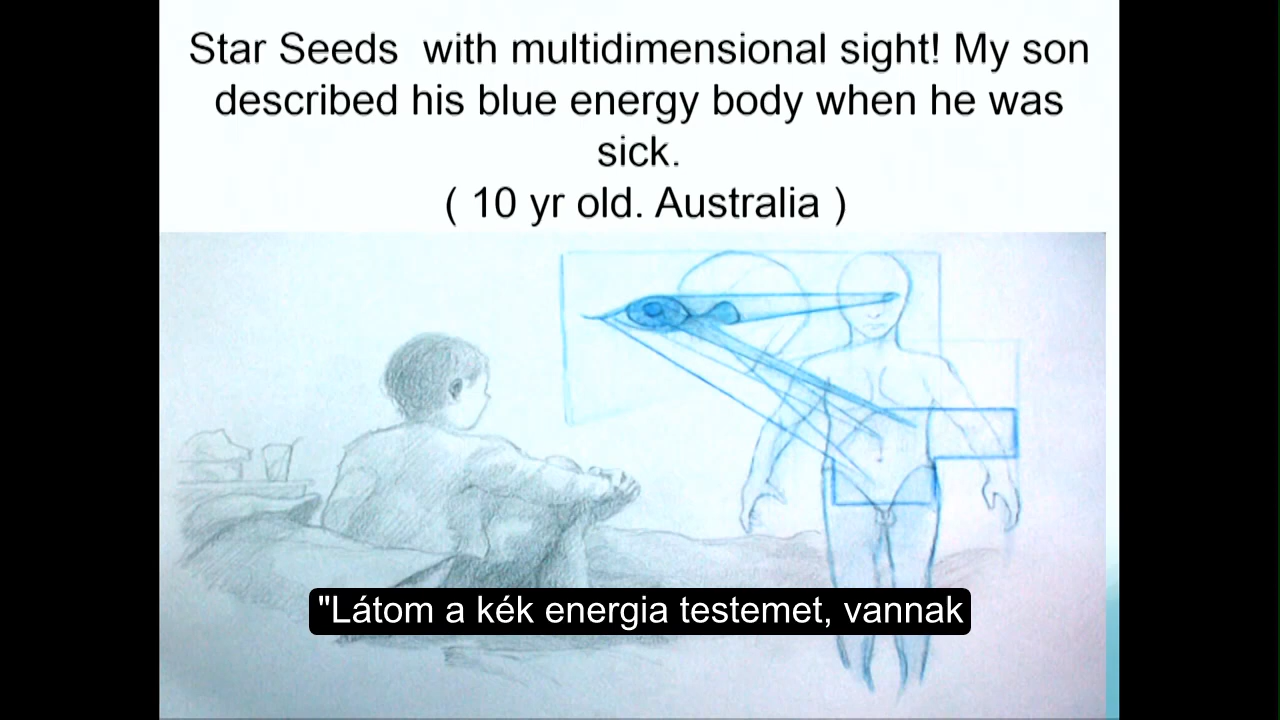 Star Seeds  with multidimensional sight! My son
described his blue energy body when he was
sick.
( 10 yr old. Australia )
"Látom a kék energia testemet, vannak